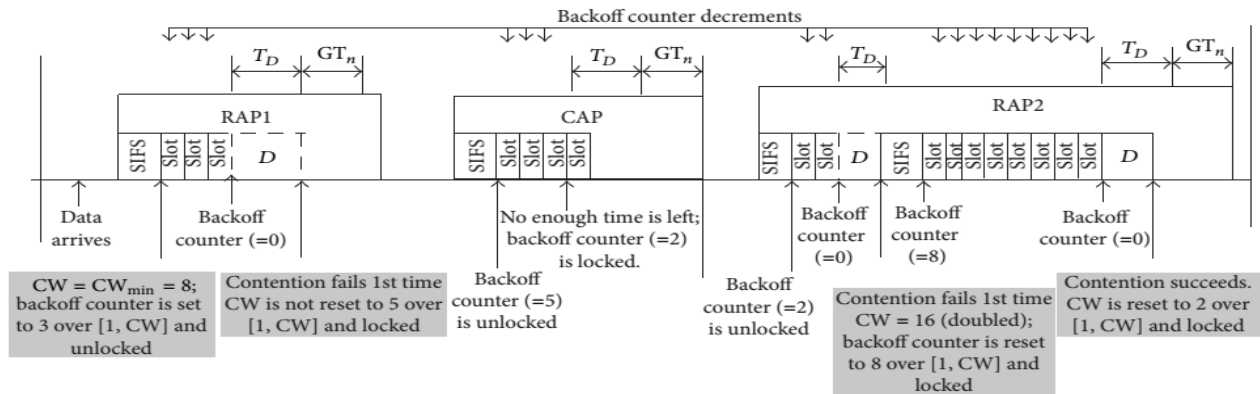 Backoff counter decrements
T_D
GT_n
T_D
GT_n
T_D
T_D
GT_n
RAP1
CAP
RAP2
SIFS
Slot
Slot
Slot
D
SIFS
Slot
Slot
Slot
Slot
SIFS
Slot
Slot
D
SIFS
Slot
Slot
Slot
Slot
Slot
Slot
Slot
Slot
D
Data
arrives
Backoff
counter (=0)
No enough time is left;
backoff counter (=2)
is locked.
Backoff
counter
(=0)
Backoff
counter
(=8)
Backoff
counter (=0)
CW = CW_min = 8;
backoff counter is set
to 3 over [1, CW] and
unlocked
Contention fails 1st time
CW is not reset to 5 over
[1, CW] and locked
Backoff
counter (=5)
is unlocked
Backoff
counter (=2)
is unlocked
Contention fails 1st time
CW = 16 (doubled);
backoff counter is reset
to 8 over [1, CW] and
locked
Contention succeeds.
CW is reset to 2 over
[1, CW] and locked